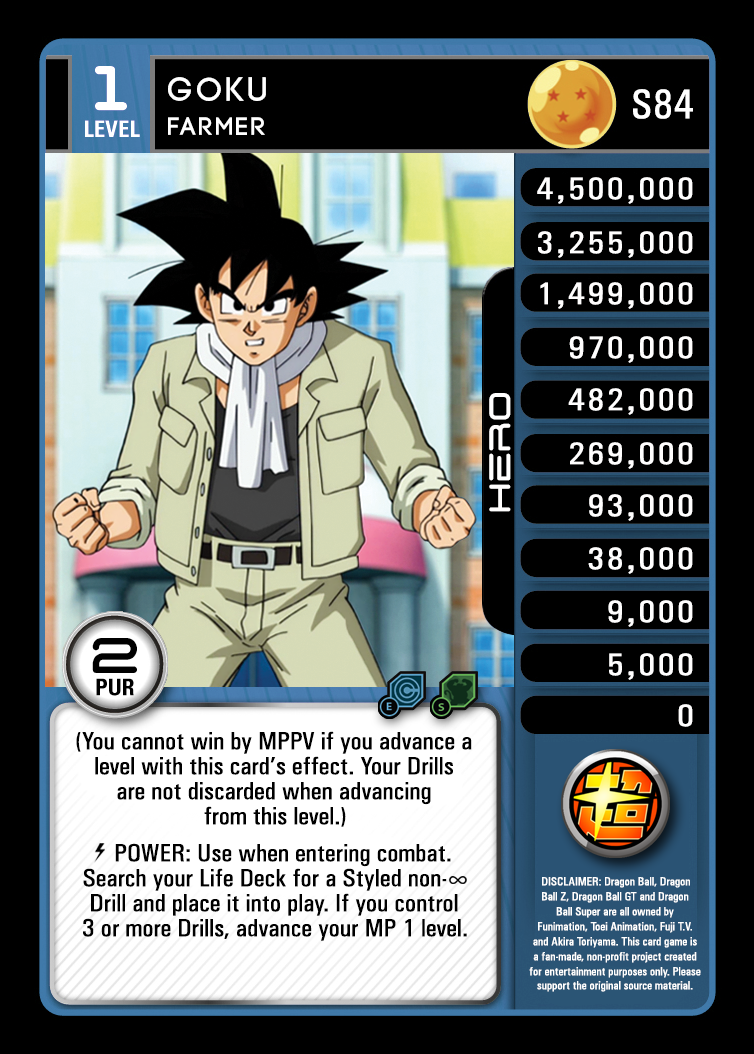 1
LEVEL
GOKU
FARMER
S84
4,500,000
3,255,000
1,499,000
970,000
482,000
269,000
93,000
38,000
9,000
5,000
0
HERO
2
PUR
E
S
(You cannot win by MPPV if you advance a
level with this card's effect. Your Drills
are not discarded when advancing
from this level.)
POWER: Use when entering combat.
Search your Life Deck for a Styled non-∞
Drill and place it into play. If you control
3 or more Drills, advance your MP 1 level.
超
DISCLAIMER: Dragon Ball, Dragon
Ball Z, Dragon Ball GT and Dragon
Ball Super are all owned by
Funimation, Toei Animation, Fuji T.V.
and Akira Toriyama. This card game is
a fan-made, non-profit project created
for entertainment purposes only. Please
support the original source material.